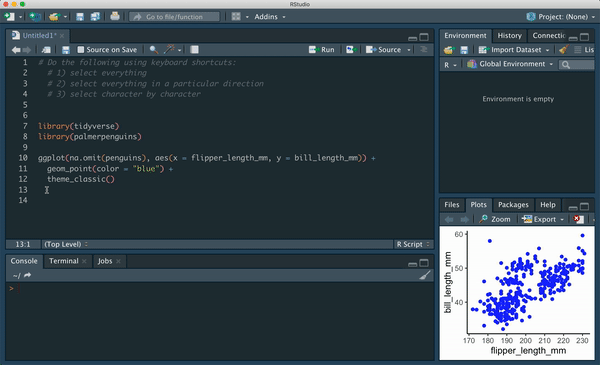 RStudio
Go to file/function
Addins
Project: (None)
Untitled1*
Source on Save
Run
Source
1 # Do the following using keyboard shortcuts:
2 # 1) select everything
3 # 2) select everything in a particular direction
4 # 3) select character by character
5
6
7 library(tidyverse)
8 library(palmerpenguins)
9
10 ggplot(na.omit(penguins), aes(x = flipper_length_mm, y = bill_length_mm)) +
11 geom_point(color = "blue") +
12 theme_classic()
13
14
13:1 (Top Level) R Script
Console Terminal Jobs
~/
>
Environment History Connectic
Import Dataset Lis
R Global Environment
Environment is empty
Files Plots Packages Help
Zoom Export
bill_length_mm
60
50
40
170 180 190 200 210 220 230
flipper_length_mm